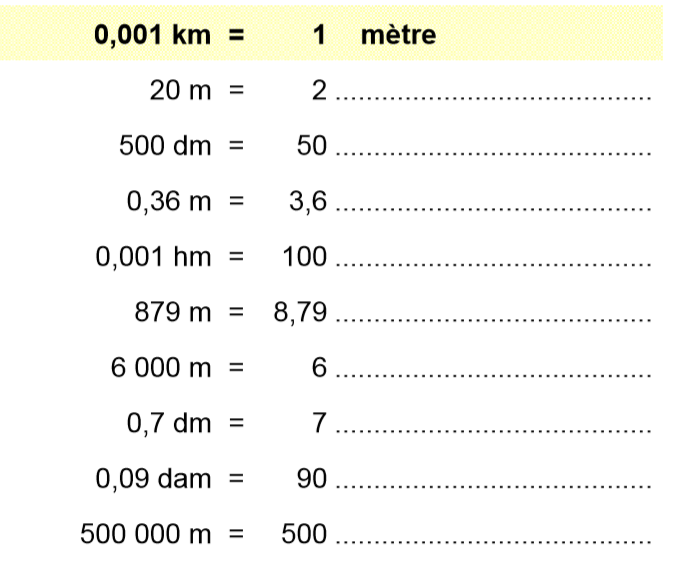 0,001 km = 1 mètre
20 m = 2 ........................................
500 dm = 50 ........................................
0,36 m = 3,6 ........................................
0,001 hm = 100 ........................................
879 m = 8,79 ........................................
6 000 m = 6 ........................................
0,7 dm = 7 ........................................
0,09 dam = 90 ........................................
500 000 m = 500 ........................................